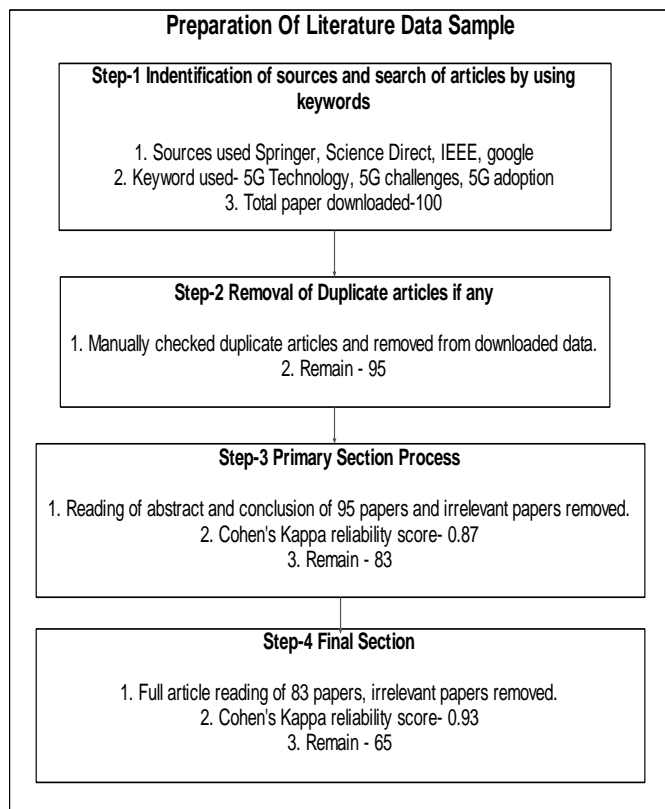 Preparation Of Literature Data Sample
Step-1 Indentification of sources and search of articles by using
keywords
1. Sources used Springer, Science Direct, IEEE, google
2. Keyword used- 5G Technology, 5G challenges, 5G adoption
3. Total paper downloaded-100
Step-2 Removal of Duplicate articles if any
1. Manually checked duplicate articles and removed from downloaded data.
2. Remain - 95
Step-3 Primary Section Process
1. Reading of abstract and conclusion of 95 papers and irrelevant papers removed.
2. Cohen's Kappa reliability score- 0.87
3. Remain - 83
Step-4 Final Section
1. Full article reading of 83 papers, irrelevant papers removed.
2. Cohen's Kappa reliability score- 0.93
3. Remain - 65